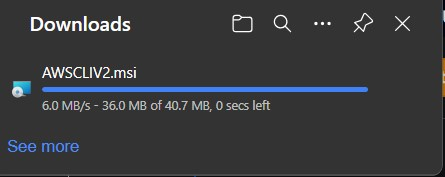 Downloads
AWSCLIV2.msi
6.0 MB/s - 36.0 MB of 40.7 MB, 0 secs left
See more